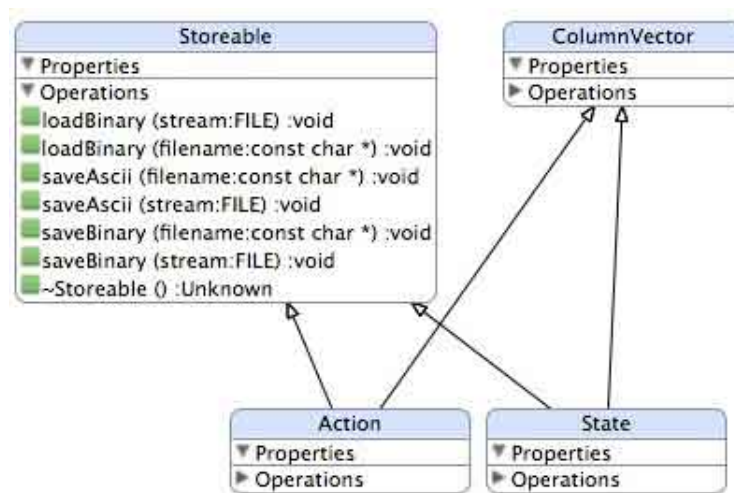 Storeable
Properties
Operations
loadBinary (stream:FILE) :void
loadBinary (filename:const char *) :void
saveAscii (filename:const char *) :void
saveAscii (stream:FILE) :void
saveBinary (filename:const char *) :void
saveBinary (stream:FILE) :void
~Storeable () :Unknown
ColumnVector
Properties
Operations
Action
Properties
Operations
State
Properties
Operations